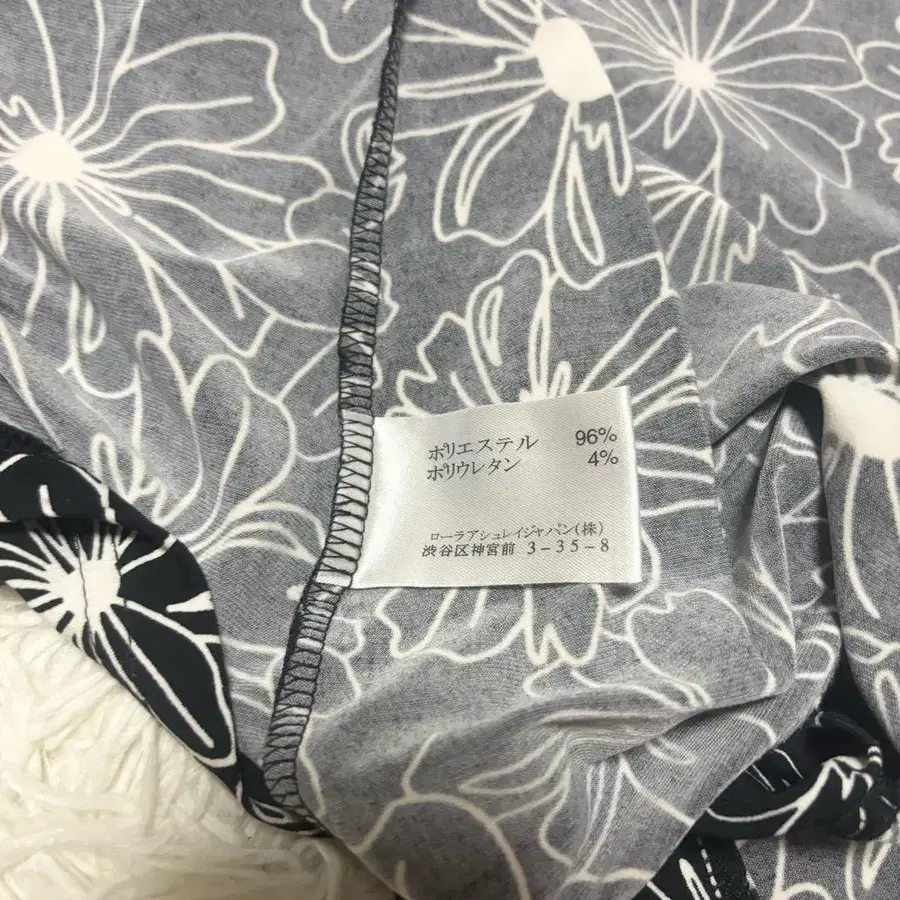 ポリエステル 96%
ポリウレタン 4%
ローラアシュレイジャパン(株)
渋谷区神宮前 3-35-8